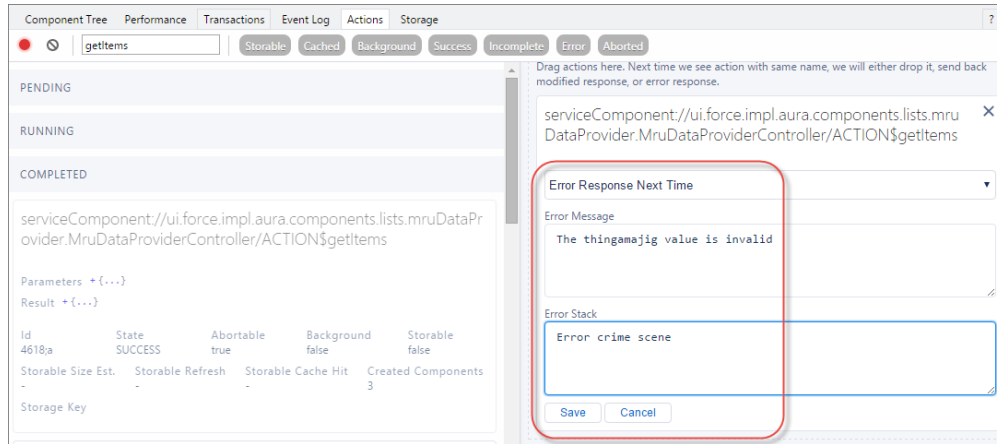 Component Tree Performance Transactions Event Log Actions Storage ?
getItems Storable Cached Background Success Incomplete Error Aborted
PENDING
RUNNING
COMPLETED
serviceComponent://ui.force.impl.aura.components.lists.mruDataPr
ovider.MruDataProviderController/ACTION$getItems
Parameters +{...}
Result +{...}
Id State Abortable Background Storable
4618;a SUCCESS true false false
Storable Size Est. Storable Refresh Storable Cache Hit Created Components
- - - 3
Storage Key
Drag actions here. Next time we see action with same name, we will either drop it, send back
modified response, or error response.
serviceComponent://ui.force.impl.aura.components.lists.mru
DataProvider.MruDataProviderController/ACTION$getItems
Error Response Next Time
Error Message
The thingamajig value is invalid
Error Stack
Error crime scene
Save Cancel